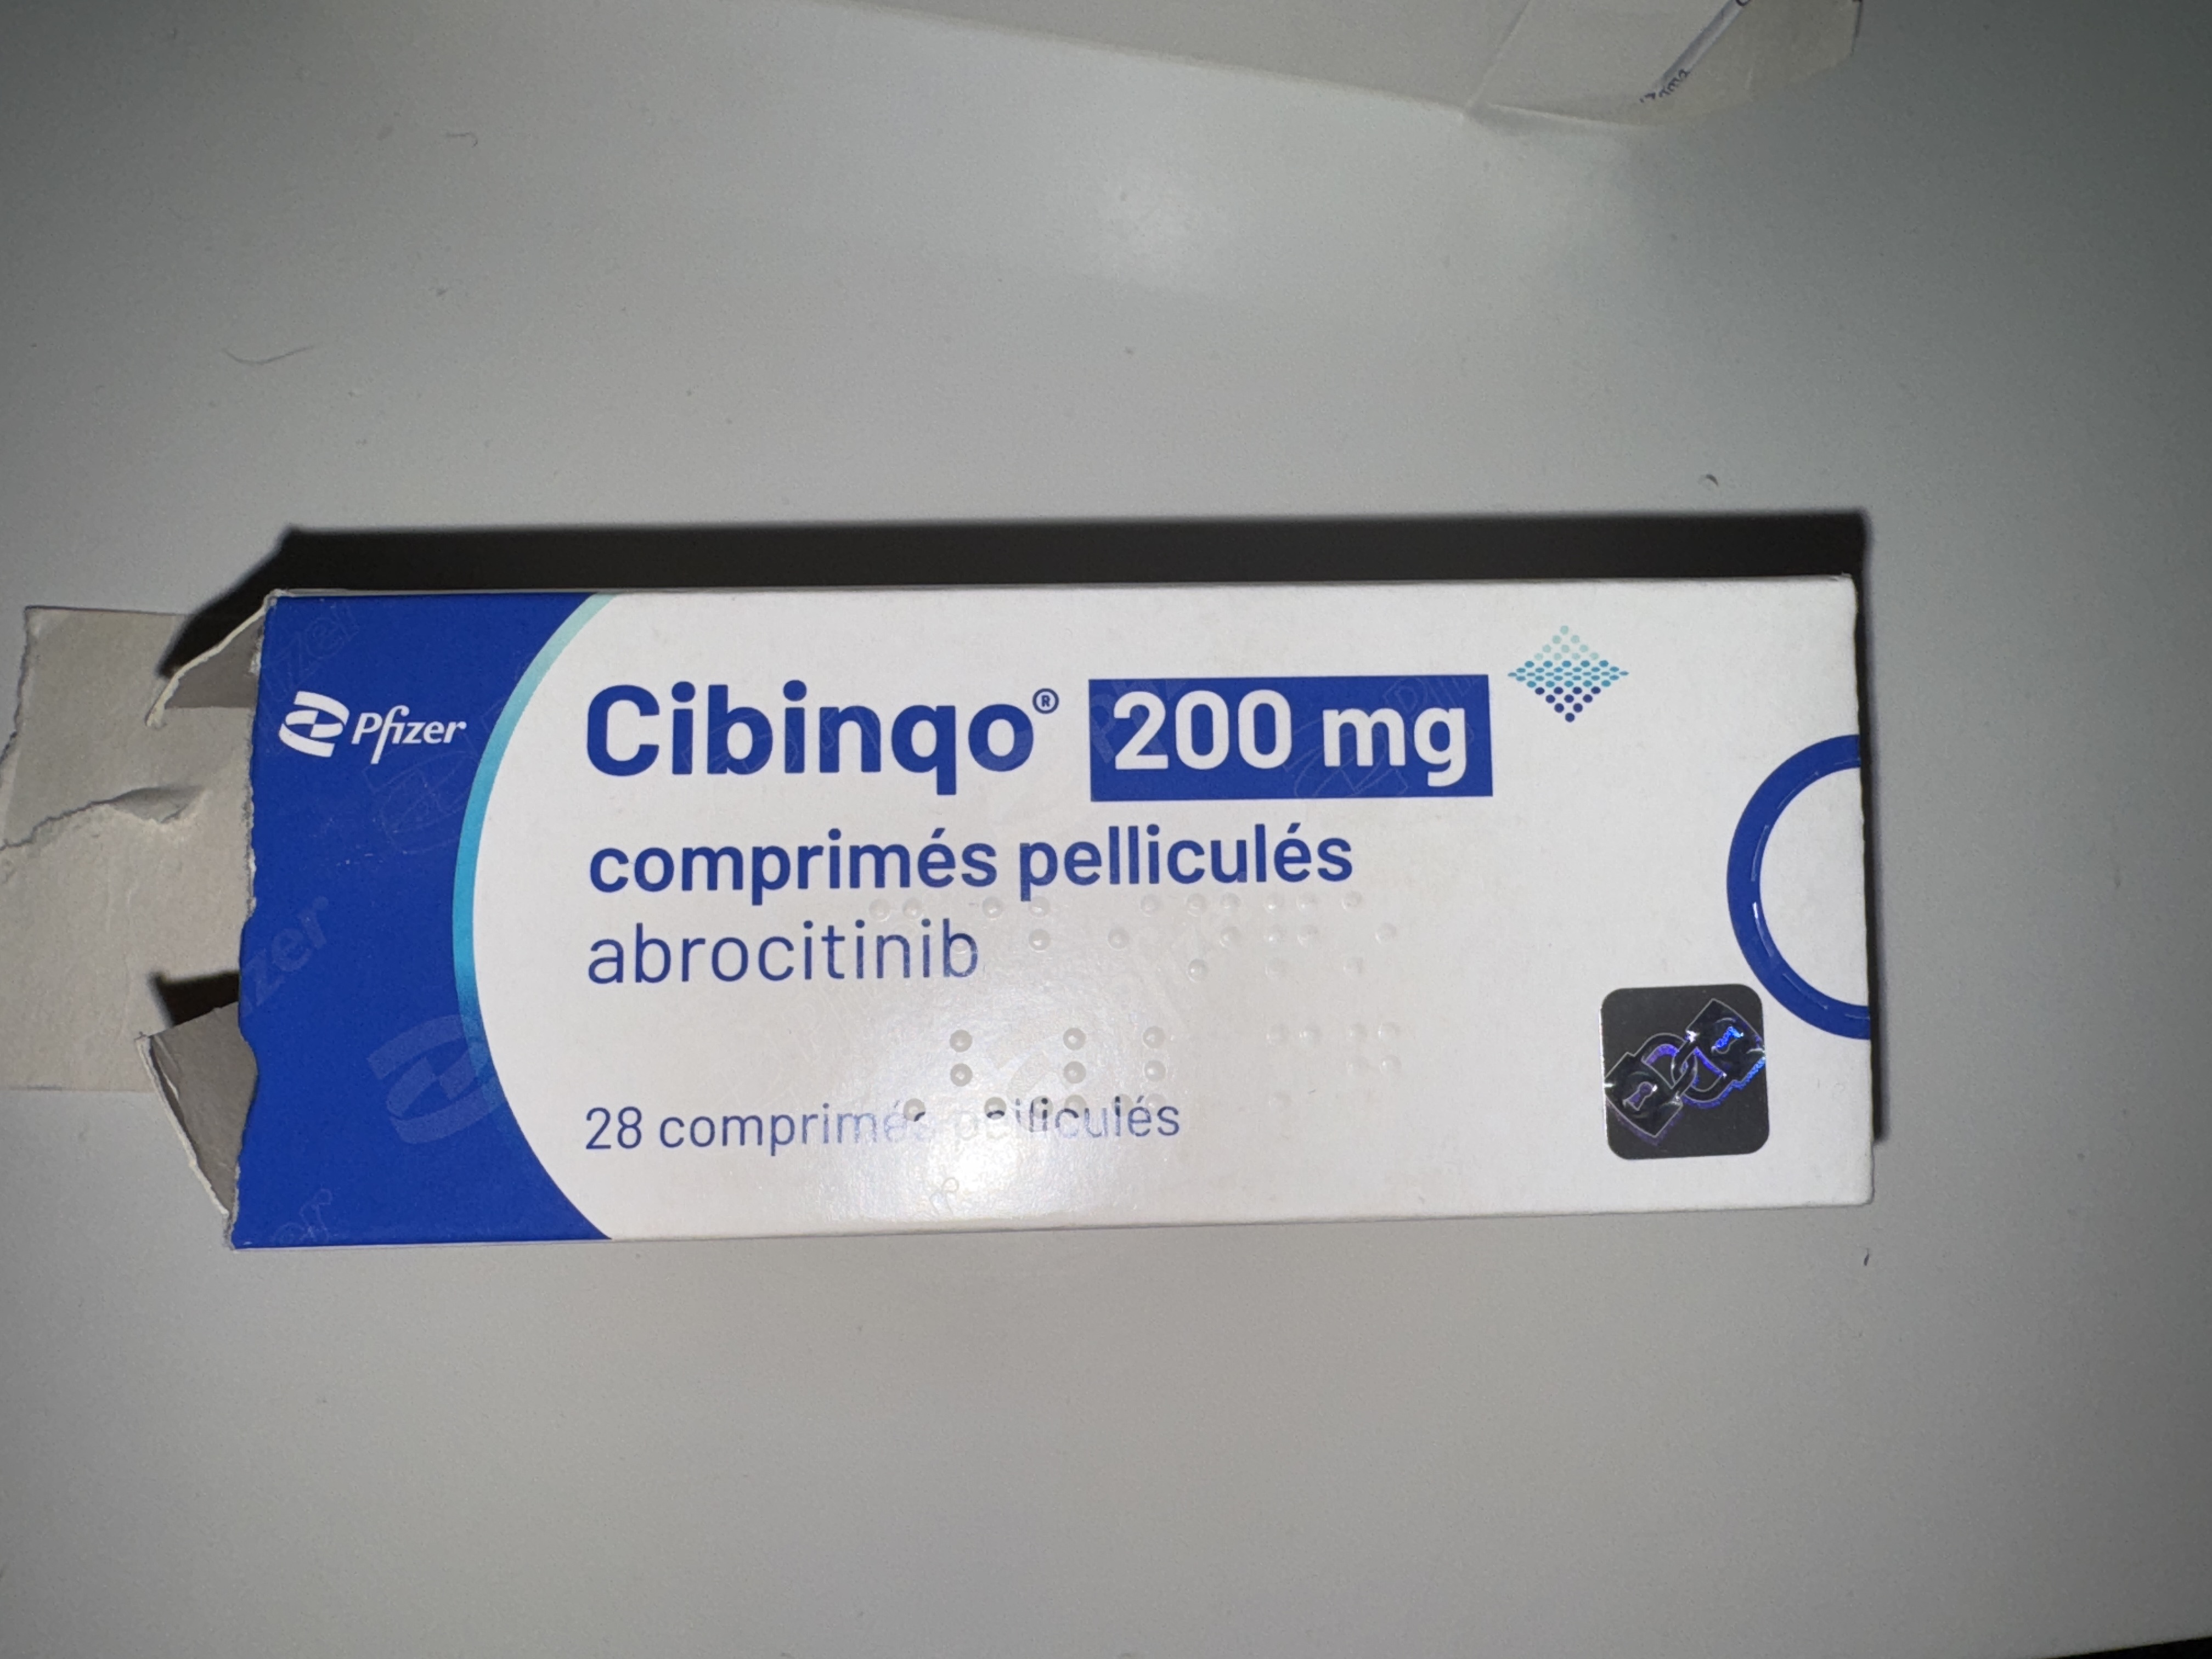 Pfizer
Cibinqo® 200 mg
comprimés pelliculés
abrocitinib
28 comprimés pelliculés